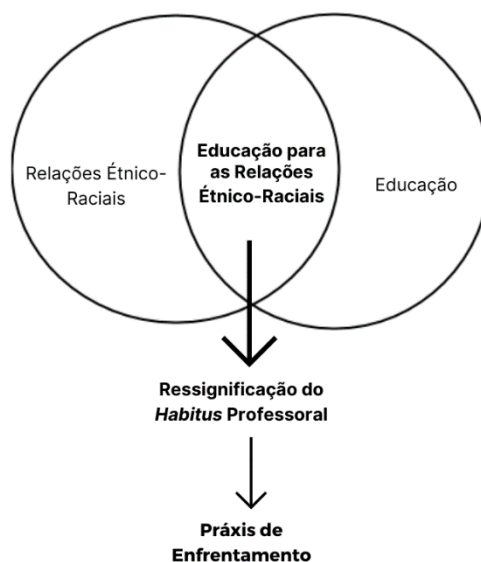 Relações Étnico-
Raciais
Educação para
as Relações
Étnico-Raciais
Educação
Ressignificação do
Habitus Professoral
Práxis de
Enfrentamento